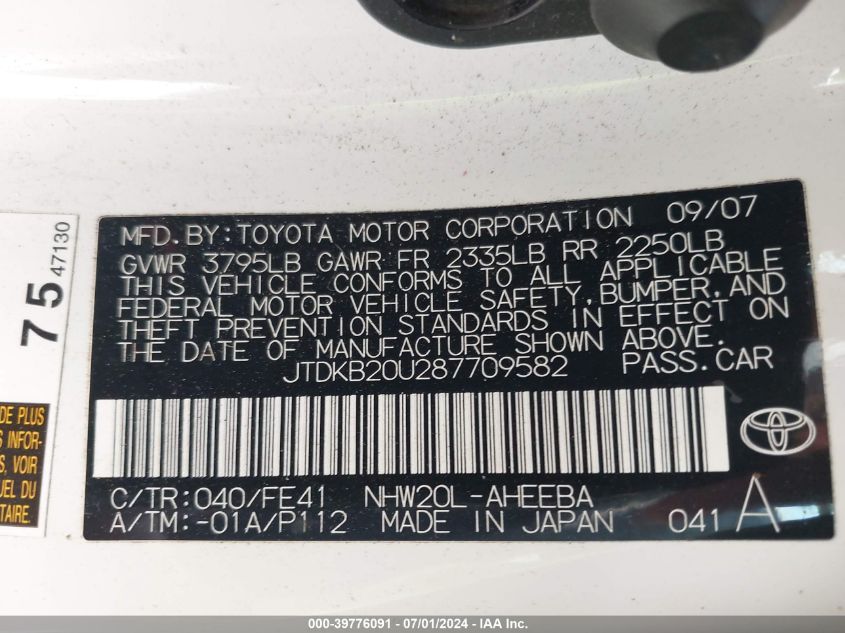 MFD. BY: TOYOTA MOTOR CORPORATION 09/07
GVWR 3795LB GAWR FR 2335LB RR 2250LB
THIS VEHICLE CONFORMS TO ALL APPLICABLE
FEDERAL MOTOR VEHICLE SAFETY, BUMPER, AND
THEFT PREVENTION STANDARDS IN EFFECT ON
THE DATE OF MANUFACTURE SHOWN ABOVE.
JTDKB20U287709582 PASS. CAR
C/TR: 040/FE41 NHW20L-AHEEBA
A/TM: -01A/P112 MADE IN JAPAN 041 A
75 47130
DE PLUS
S INFOR-
S, VOIR
UEL DU
TAIRE.
000-39776091 - 07/01/2024 - IAA Inc.